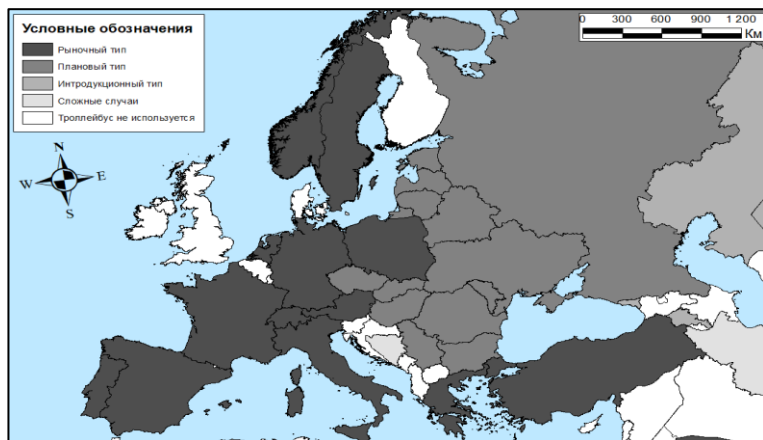 Условные обозначения
Рыночный тип
Плановый тип
Интродукционный тип
Сложные случаи
Троллейбус не используется
0 300 600 900 1 200
Км
N
W E
S